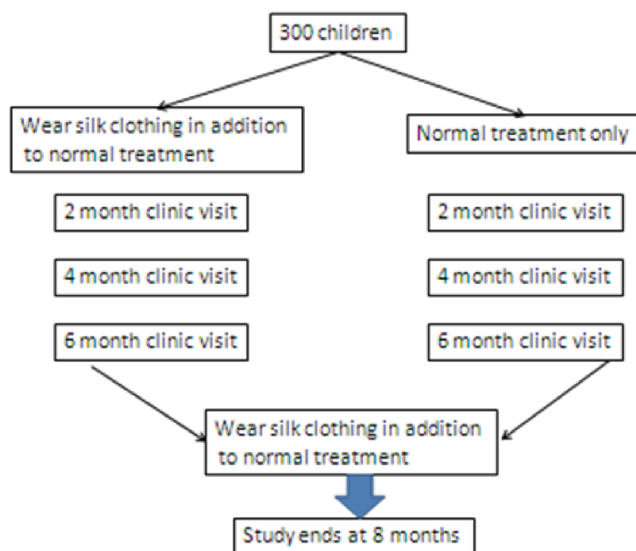 300 children
Wear silk clothing in addition
to normal treatment
Normal treatment only
2 month clinic visit
2 month clinic visit
4 month clinic visit
4 month clinic visit
6 month clinic visit
6 month clinic visit
Wear silk clothing in addition
to normal treatment
Study ends at 8 months